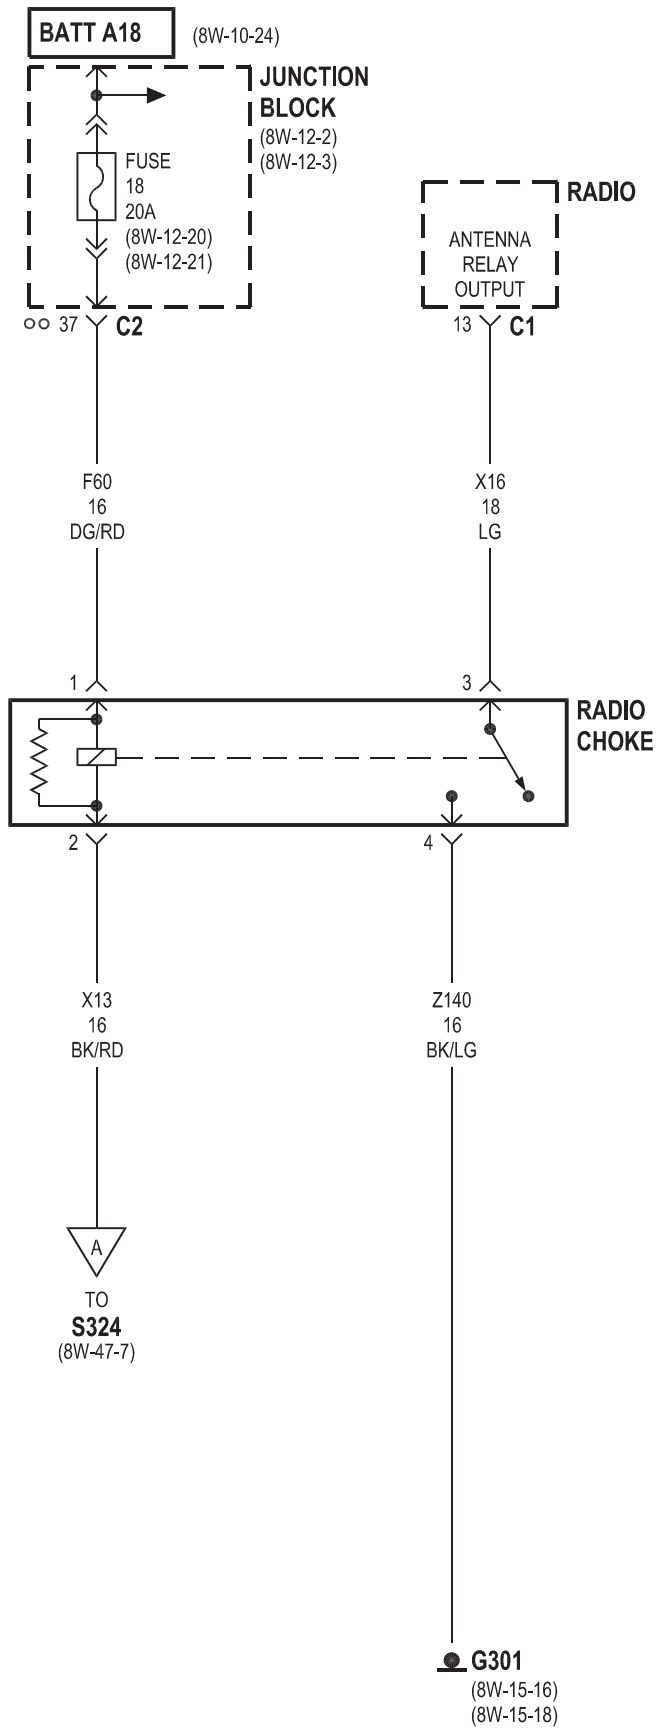 BATT A18
(8W-10-24)
JUNCTION
BLOCK
(8W-12-2)
(8W-12-3)
FUSE
18
20A
(8W-12-20)
(8W-12-21)
RADIO
ANTENNA
RELAY
OUTPUT
37
C2
13
C1
F60
16
DG/RD
X16
18
LG
1
3
RADIO
CHOKE
2
4
X13
16
BK/RD
Z140
16
BK/LG
A
TO
S324
(8W-47-7)
G301
(8W-15-16)
(8W-15-18)